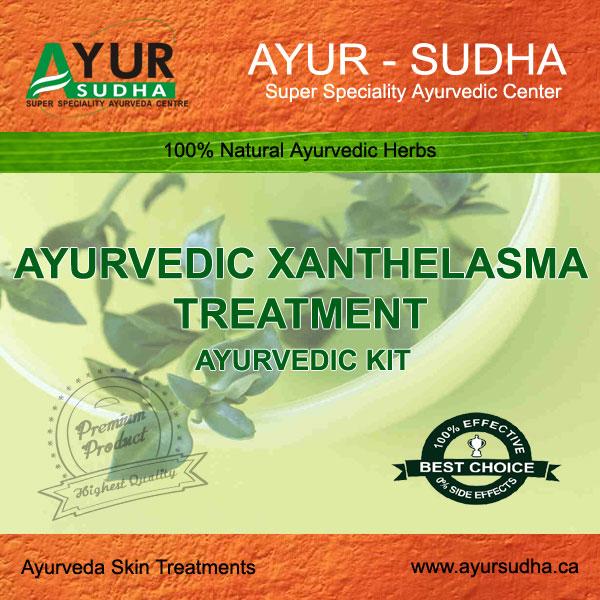 AYUR
SUDHA
SUPER SPECIALITY AYURVEDA CENTRE
AYUR - SUDHA
Super Speciality Ayurvedic Center
100% Natural Ayurvedic Herbs
AYURVEDIC XANTHELASMA
TREATMENT
AYURVEDIC KIT
Premium
Product
Highest Quality
100% EFFECTIVE
BEST CHOICE
0% SIDE EFFECTS
Ayurveda Skin Treatments
www.ayursudha.ca